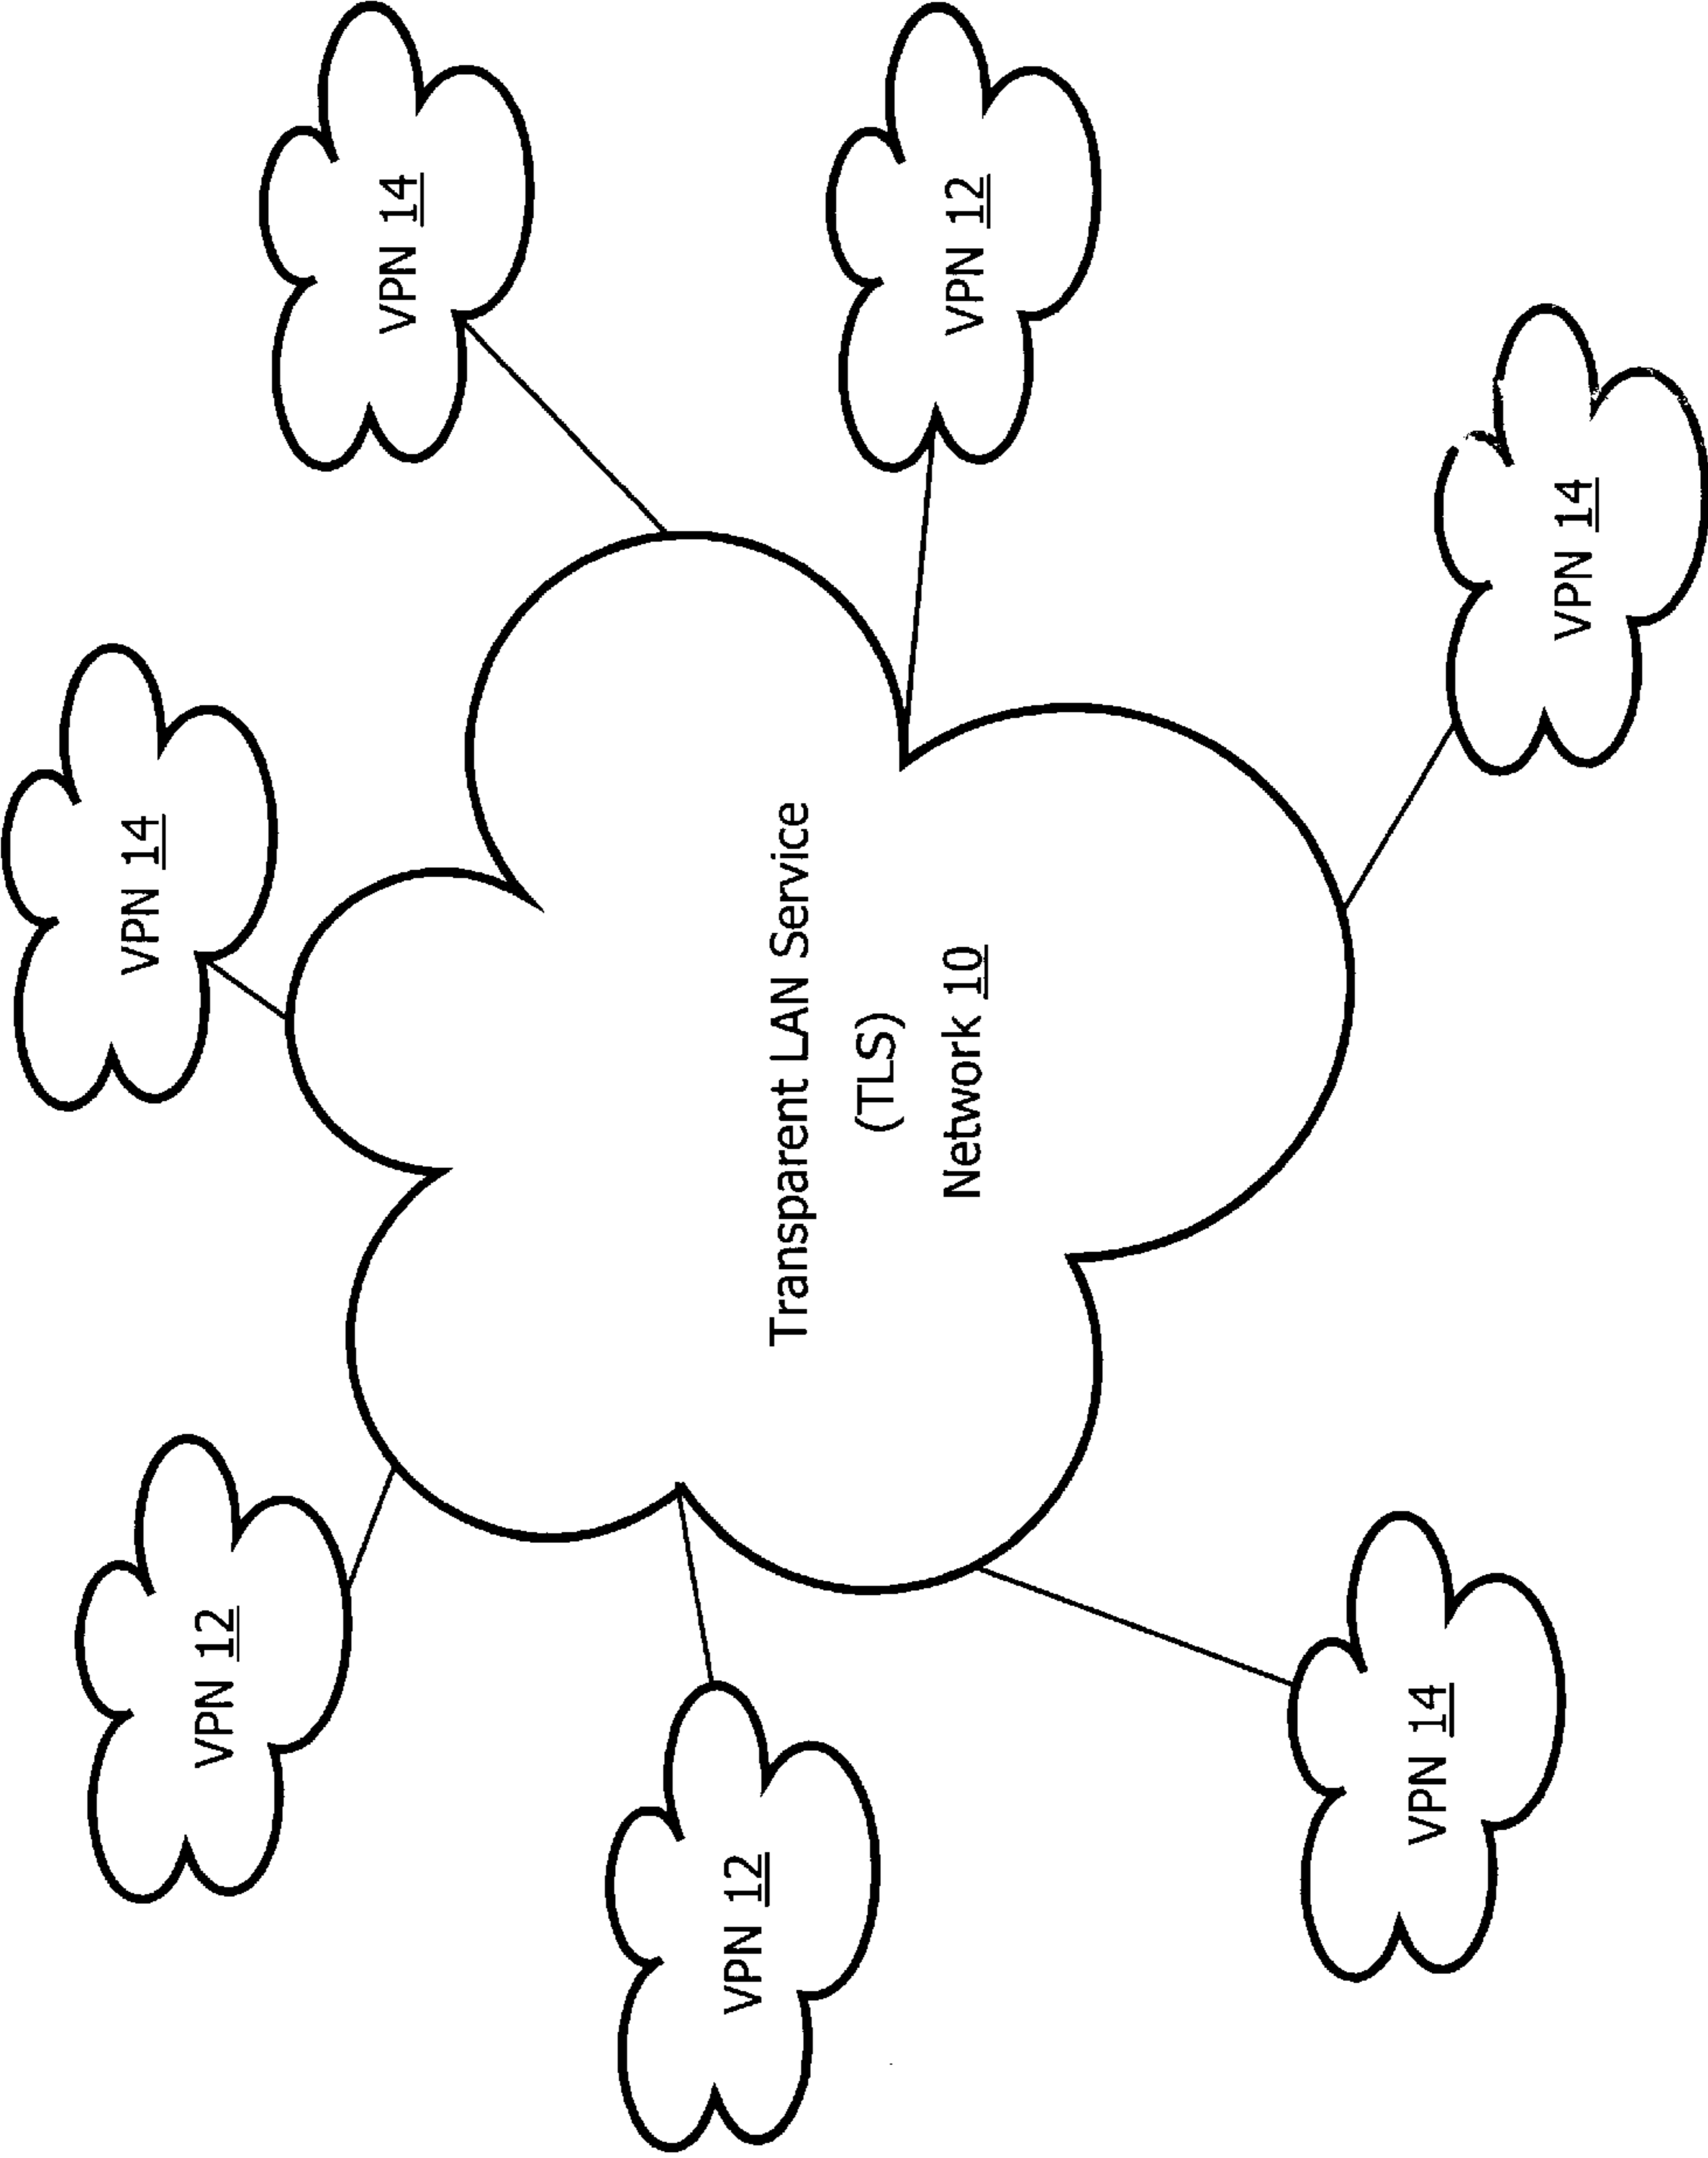 VPN 14
VPN 12
VPN 14
VPN 12
Transparent LAN Service
(TLS)
Network 10
VPN 12
VPN 14
VPN 14